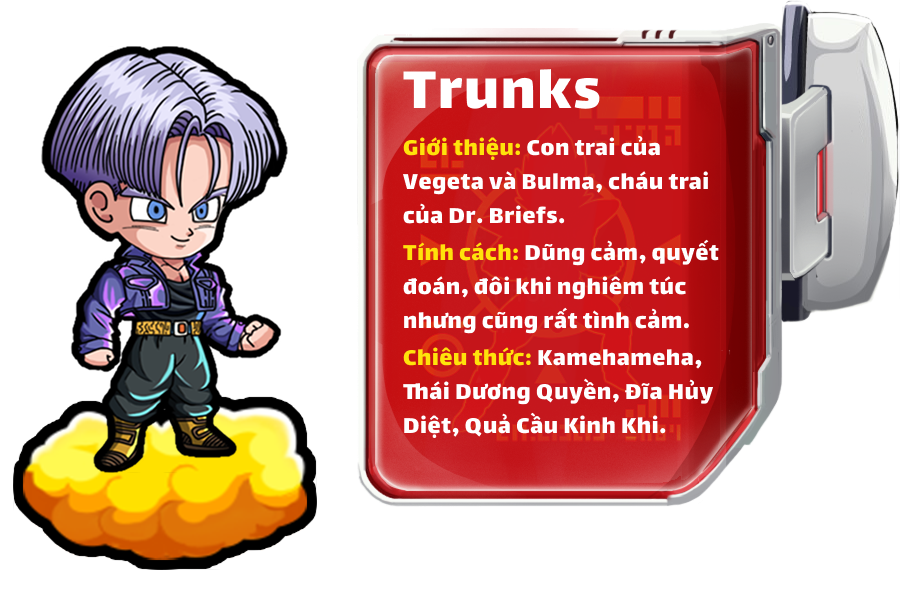 Trunks
Giới thiệu: Con trai của
Vegeta và Bulma, cháu trai
của Dr. Briefs.
Tính cách: Dũng cảm, quyết
đoán, đôi khi nghiêm túc
nhưng cũng rất tình cảm.
Chiêu thức: Kamehameha,
Thái Dương Quyền, Đĩa Hủy
Diệt, Quả Cầu Kinh Khi.